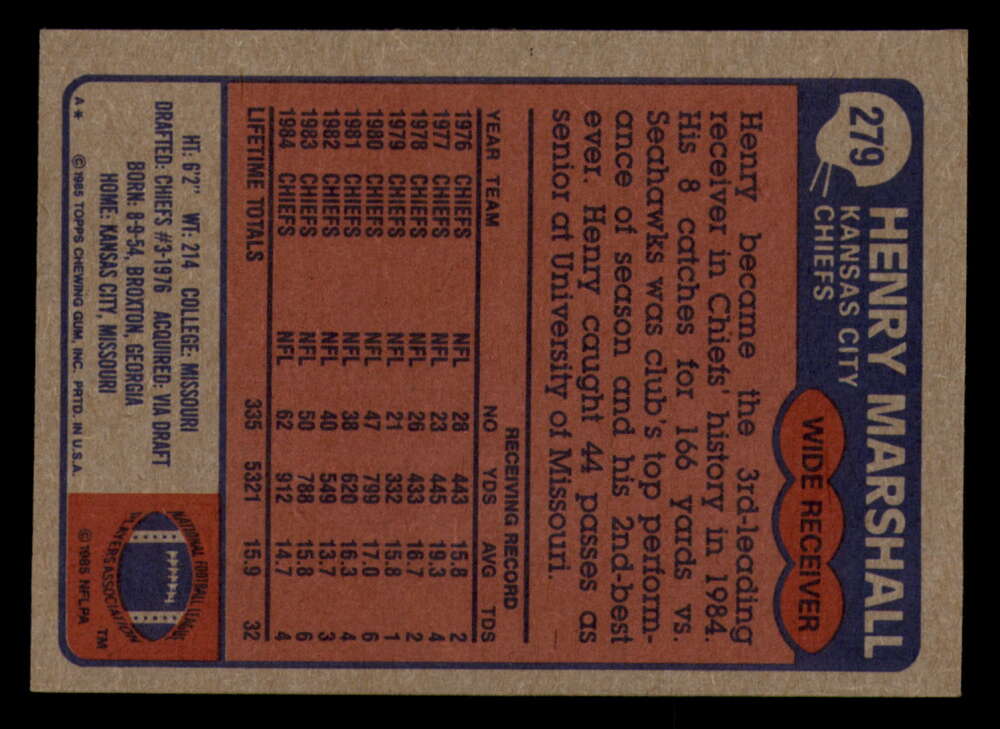 279
HENRY MARSHALL
KANSAS CITY
CHIEFS
WIDE RECEIVER
Henry became the 3rd-leading
receiver in Chiefs' history in 1984.
His 8 catches for 166 yards vs.
Seahawks was club's top perform-
ance of season and his 2nd-best
ever. Henry caught 44 passes as
senior at University of Missouri.
RECEIVING RECORD
YEAR TEAM NO YDS AVG TDS
1976 CHIEFS NFL 28 443 15.8 2
1977 CHIEFS NFL 23 445 19.3 4
1978 CHIEFS NFL 26 433 16.7 2
1979 CHIEFS NFL 21 332 15.8 1
1980 CHIEFS NFL 47 799 17.0 6
1981 CHIEFS NFL 38 620 16.3 4
1982 CHIEFS NFL 40 549 13.7 3
1983 CHIEFS NFL 50 788 15.8 6
1984 CHIEFS NFL 62 912 14.7 4
LIFETIME TOTALS 335 5321 15.9 32
HT: 6'2" WT: 214 COLLEGE: MISSOURI
DRAFTED: CHIEFS #3-1976 ACQUIRED: VIA DRAFT
BORN: 8-9-54, BROXTON, GEORGIA
HOME: KANSAS CITY, MISSOURI
A* © 1985 TOPPS CHEWING GUM, INC. PRTD. IN U.S.A.
NATIONAL FOOTBALL LEAGUE
PLAYERS ASSOCIATION
TM
© 1985 NFLPA